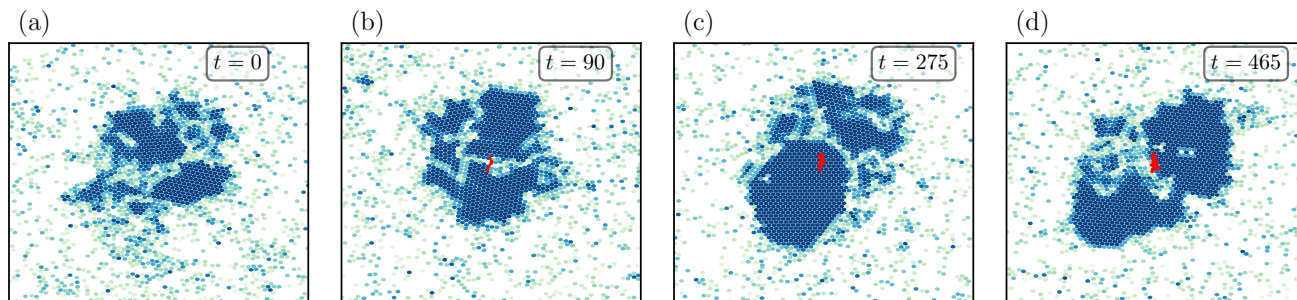 (a)
t = 0
(b)
t = 90
(c)
t = 275
(d)
t = 465